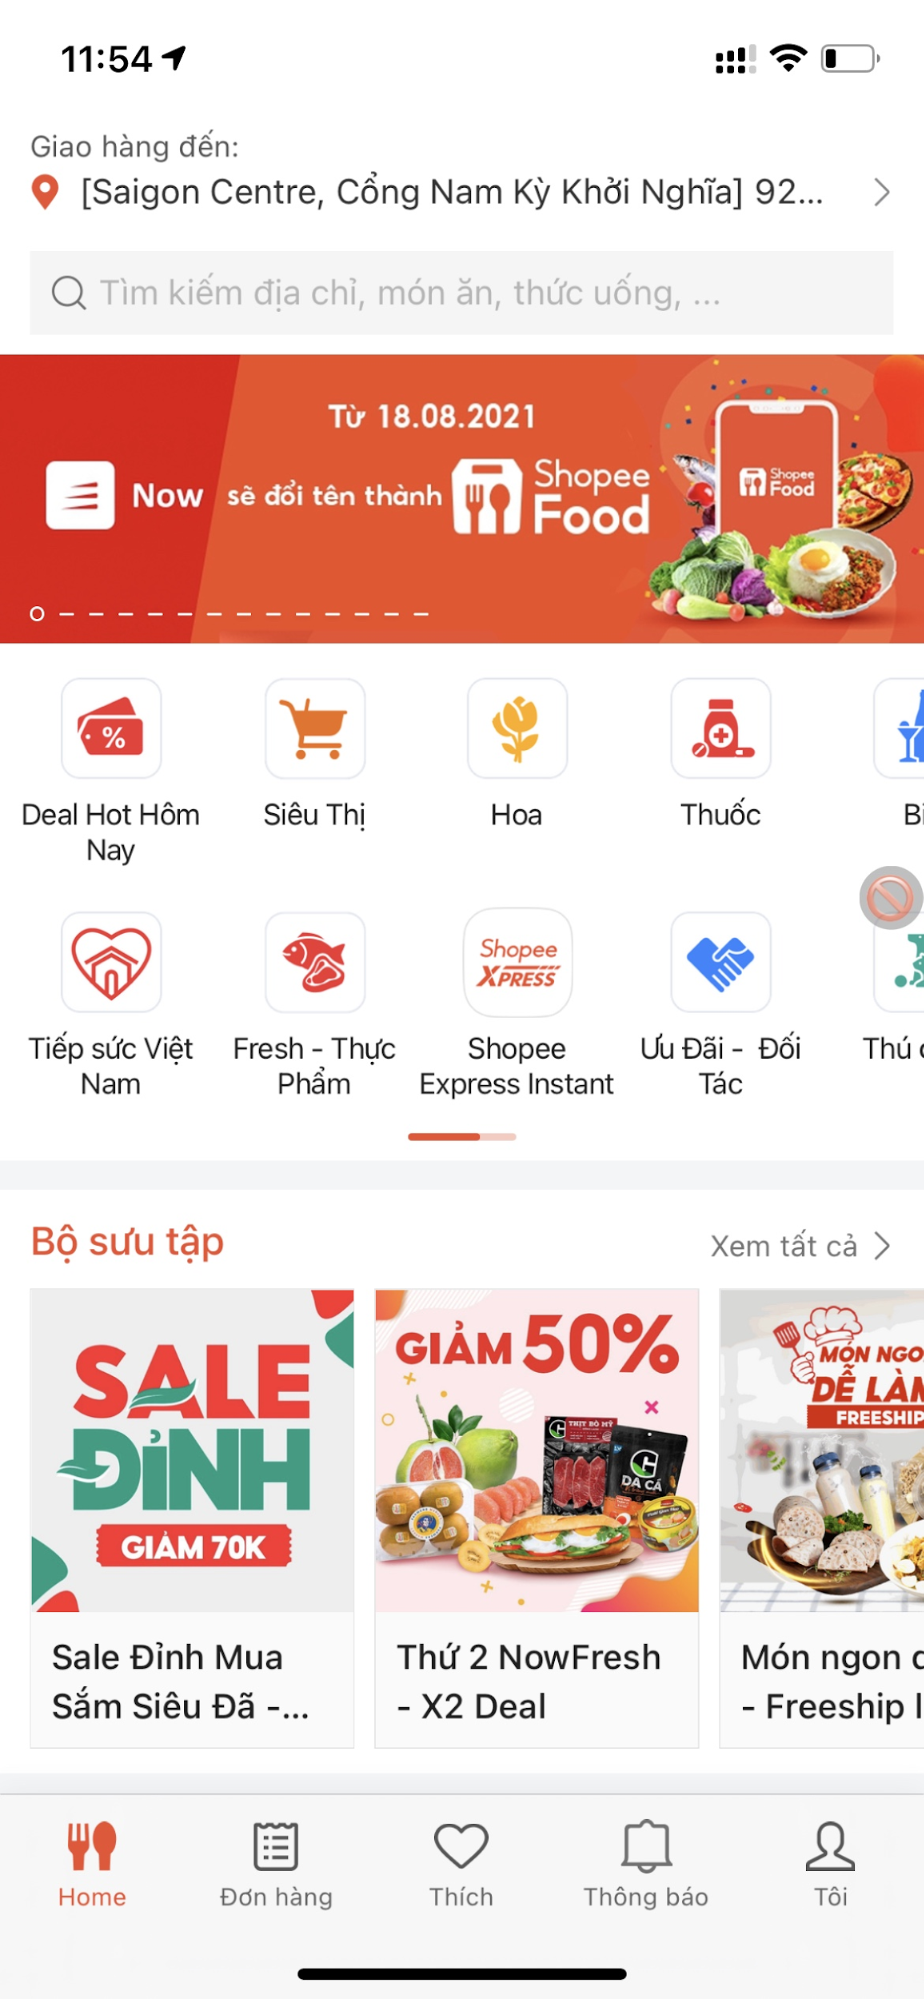 11:54
Giao hàng đến:
[Saigon Centre, Cổng Nam Kỳ Khởi Nghĩa] 92...
Tìm kiếm địa chỉ, món ăn, thức uống, ...
Từ 18.08.2021
Now sẽ đổi tên thành Shopee Food
Shopee
Food
%
Deal Hot Hôm
Nay
Siêu Thị
Hoa
Thuốc
Shopee
XPRESS
Tiếp sức Việt
Nam
Fresh - Thực
Phẩm
Shopee
Express Instant
Ưu Đãi - Đối
Tác
Thú
Bộ sưu tập
Xem tất cả
SALE
ĐỈNH
GIẢM 70K
GIẢM 50%
THỊT BÒ MỸ
DA CÁ
MÓN NGO
DỄ LÀM
FREESHIP
Sale Đỉnh Mua
Sắm Siêu Đã -...
Thứ 2 NowFresh
- X2 Deal
Món ngon
- Freeship
Home
Đơn hàng
Thích
Thông báo
Tôi